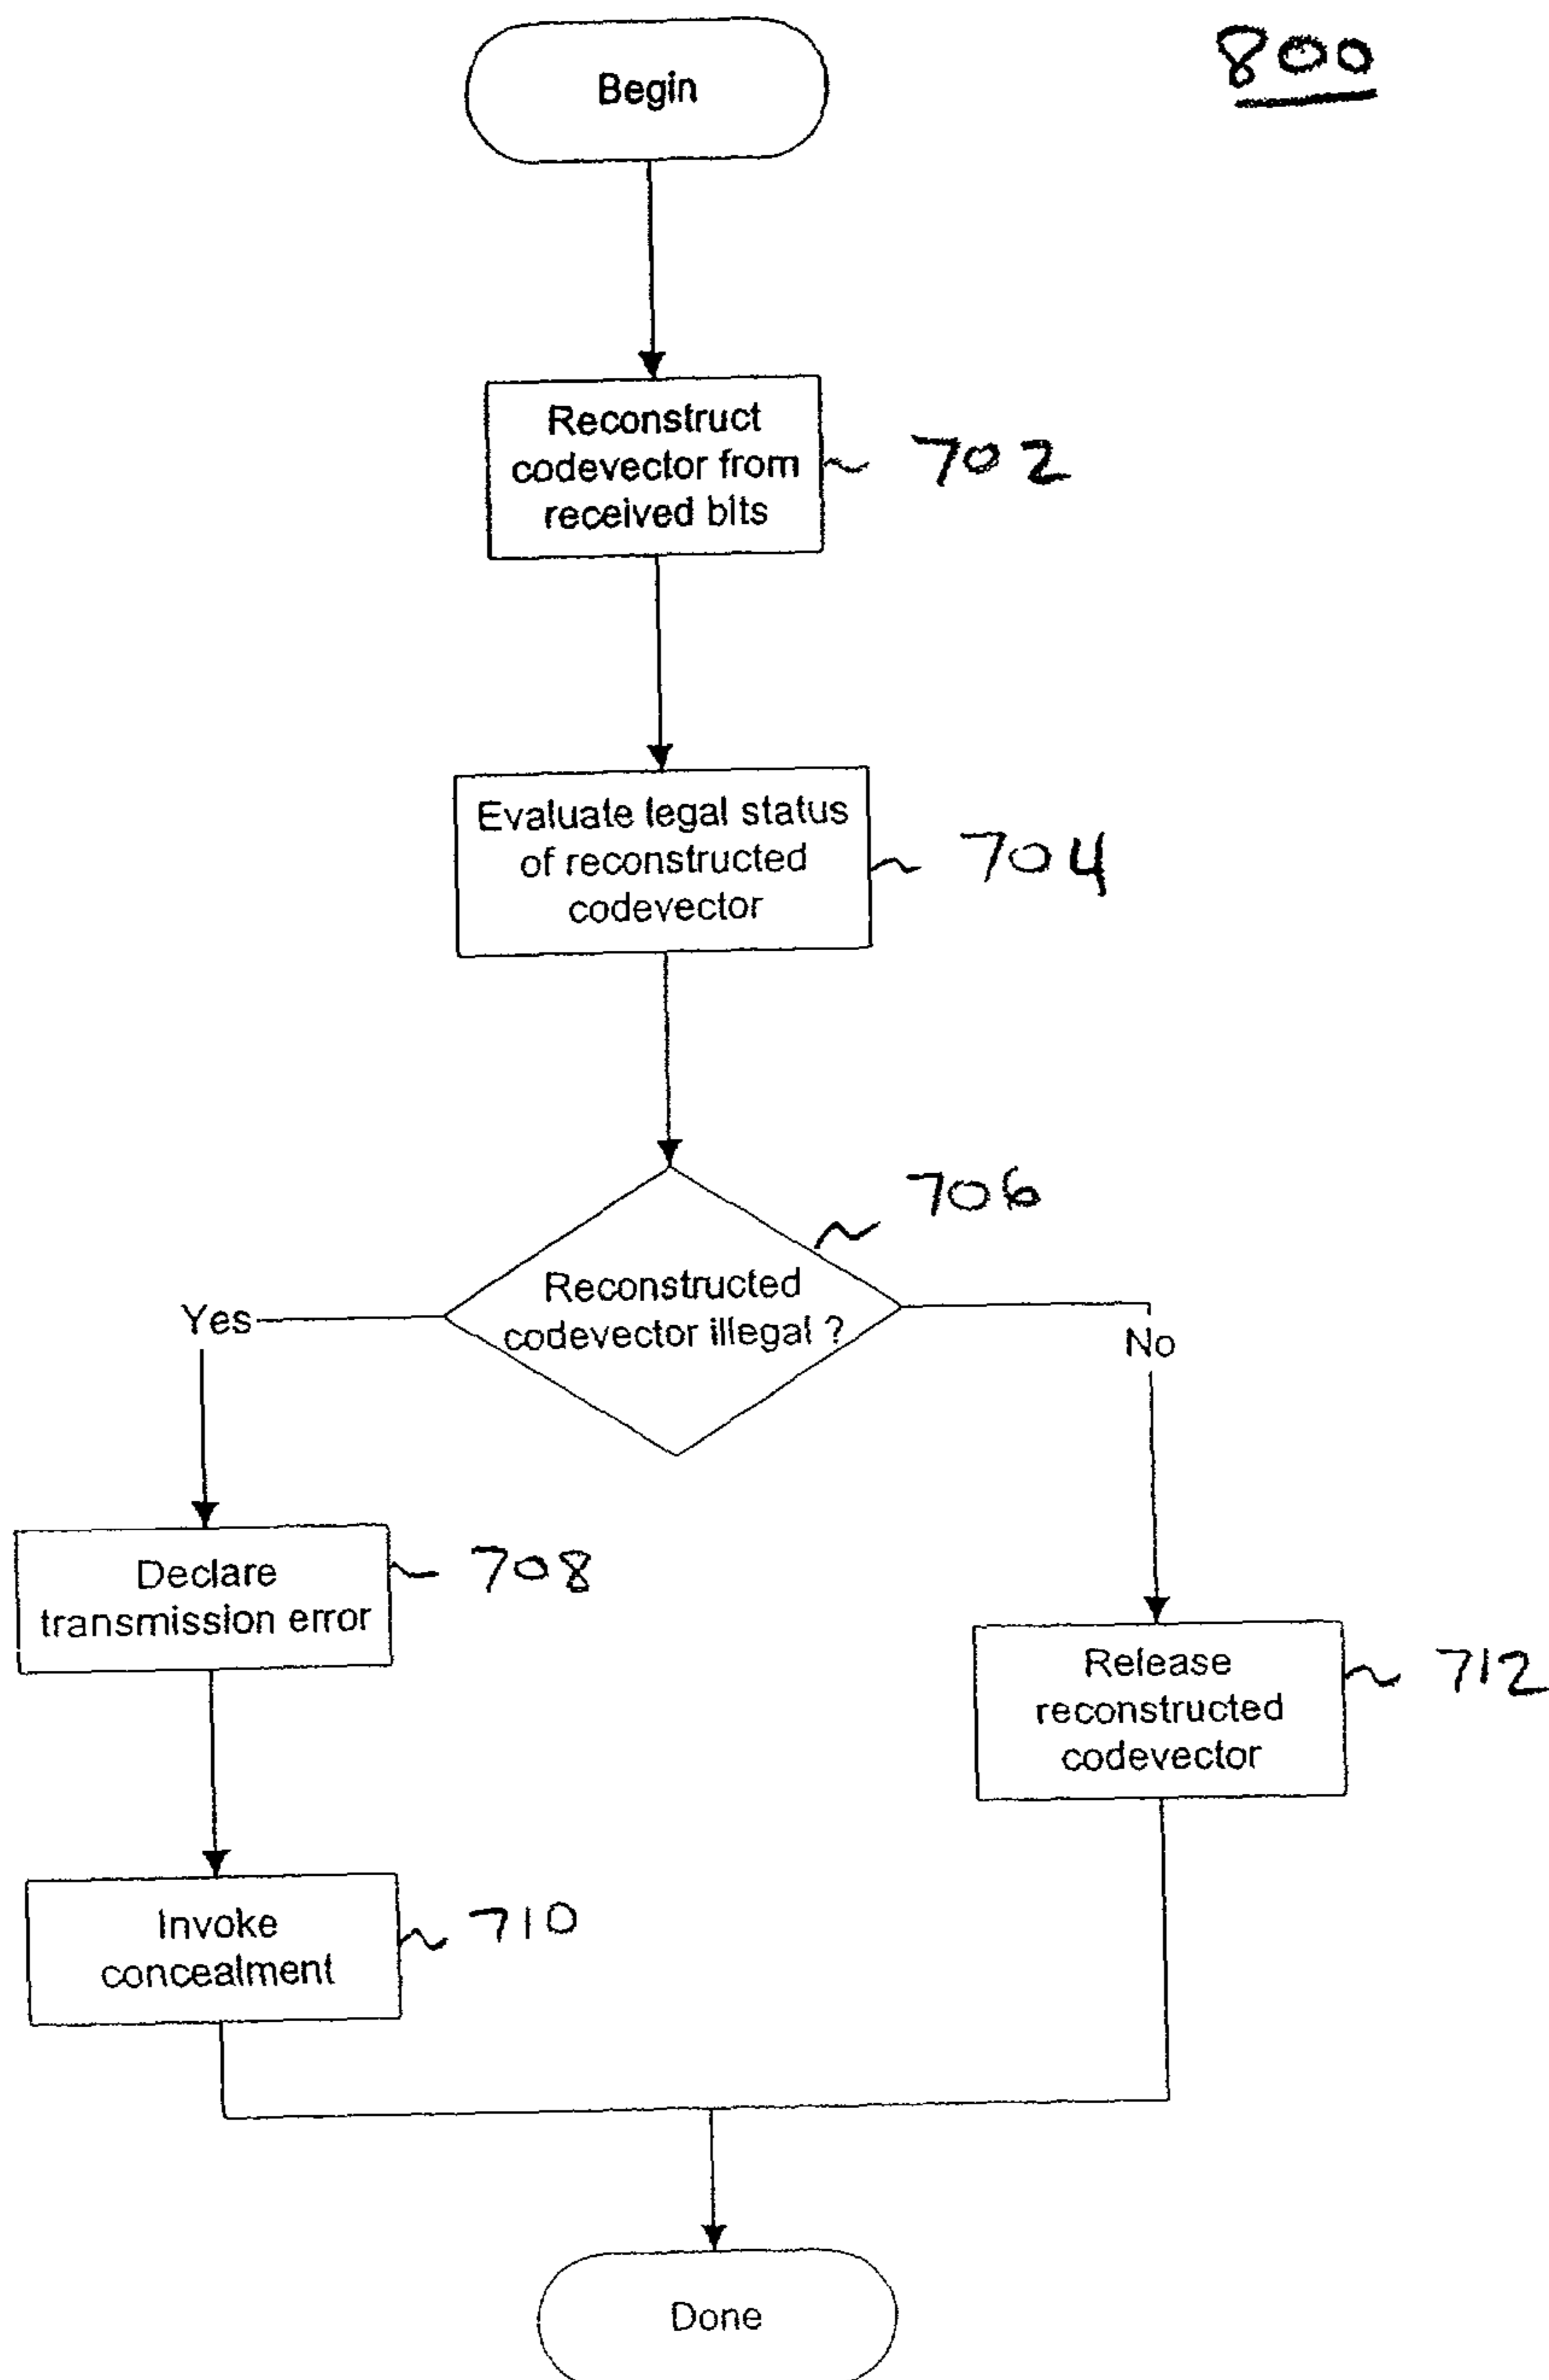 800
Begin
Reconstruct
codevector from
received bits
702
Evaluate legal status
of reconstructed
codevector
704
706
Reconstructed
codevector illegal ?
Yes
No
Declare
transmission error
708
Release
reconstructed
codevector
712
Invoke
concealment
710
Done